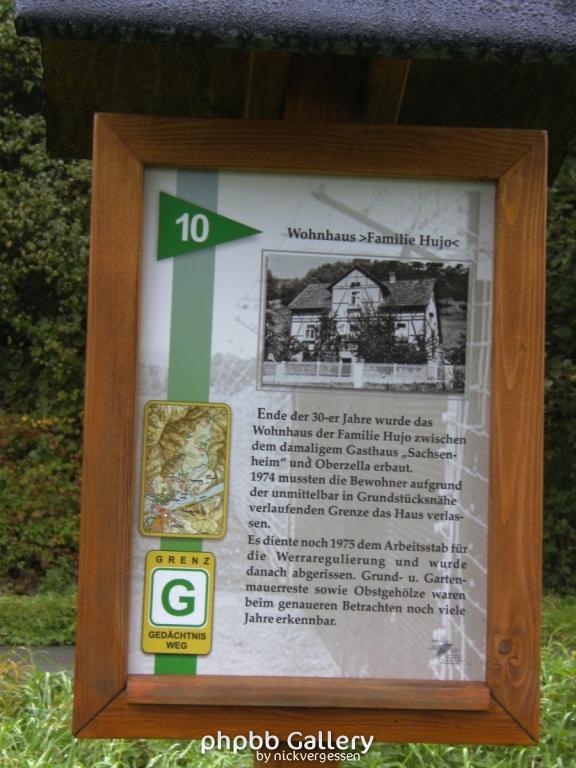 10
Wohnhaus >Familie Hujo<
Ende der 30-er Jahre wurde das
Wohnhaus der Familie Hujo zwischen
dem damaligem Gasthaus „Sachsen-
heim“ und Oberzella erbaut.
1974 mussten die Bewohner aufgrund
der unmittelbar in Grundstücksnähe
verlaufenden Grenze das Haus verlas-
sen.
Es diente noch 1975 dem Arbeitsstab für
die Werraregulierung und wurde
danach abgerissen. Grund- u. Garten-
mauerreste sowie Obstgehölze waren
beim genaueren Betrachten noch viele
Jahre erkennbar.
GRENZ
G
GEDÄCHTNIS
WEG
phpbb Gallery
by nickvergessen